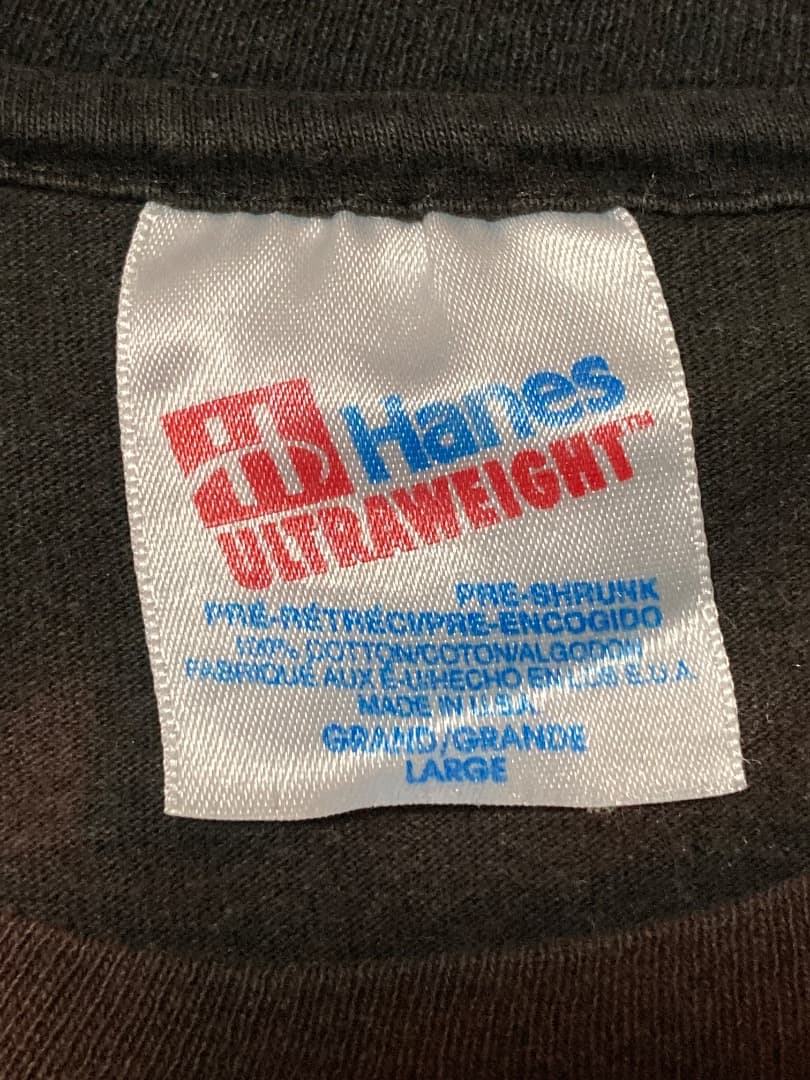 Hanes
ULTRAWEIGHT™
PRE-SHRUNK
PRÉ-RÉTRÉCI/PRE-ENCOGIDO
100% COTTON/COTON/ALGODON
FABRIQUE AUX É-U/HECHO EN LOS E.U.A.
MADE IN U.S.A.
GRAND/GRANDE
LARGE